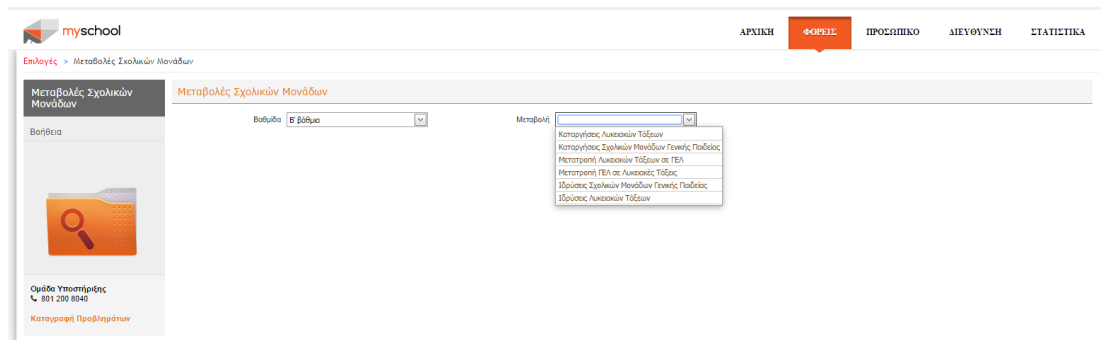 myschool
ΑΡΧΙΚΗ ΦΟΡΕΙΣ ΠΡΟΣΩΠΙΚΟ ΔΙΕΥΘΥΝΣΗ ΣΤΑΤΙΣΤΙΚΑ
Επιλογές > Μεταβολές Σχολικών Μονάδων
Μεταβολές Σχολικών
Μονάδων
Βοήθεια
Ομάδα Υποστήριξης
801 200 8040
Καταγραφή Προβλημάτων
Μεταβολές Σχολικών Μονάδων
Βαθμίδα Β' βάθμια
Μεταβολή
Καταργήσεις Λυκειακών Τάξεων
Καταργήσεις Σχολικών Μονάδων Γενικής Παιδείας
Μετατροπή Λυκειακών Τάξεων σε ΓΕΛ
Μετατροπή ΓΕΛ σε Λυκειακές Τάξεις
Ιδρύσεις Σχολικών Μονάδων Γενικής Παιδείας
Ιδρύσεις Λυκειακών Τάξεων